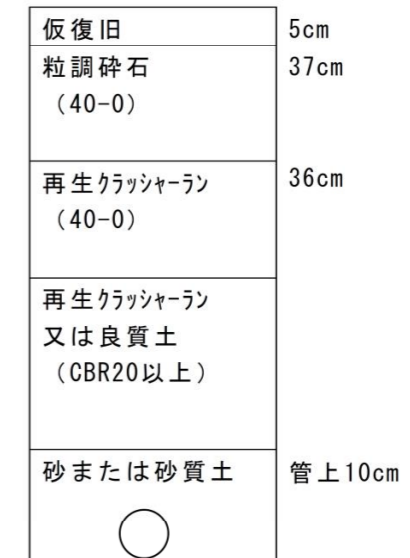 仮復旧 5cm
粒調砕石 37cm
（40-0）
再生ｸﾗｯｼｬｰﾗﾝ 36cm
（40-0）
再生ｸﾗｯｼｬｰﾗﾝ
又は良質土
（CBR20以上）
砂または砂質土 管上10cm